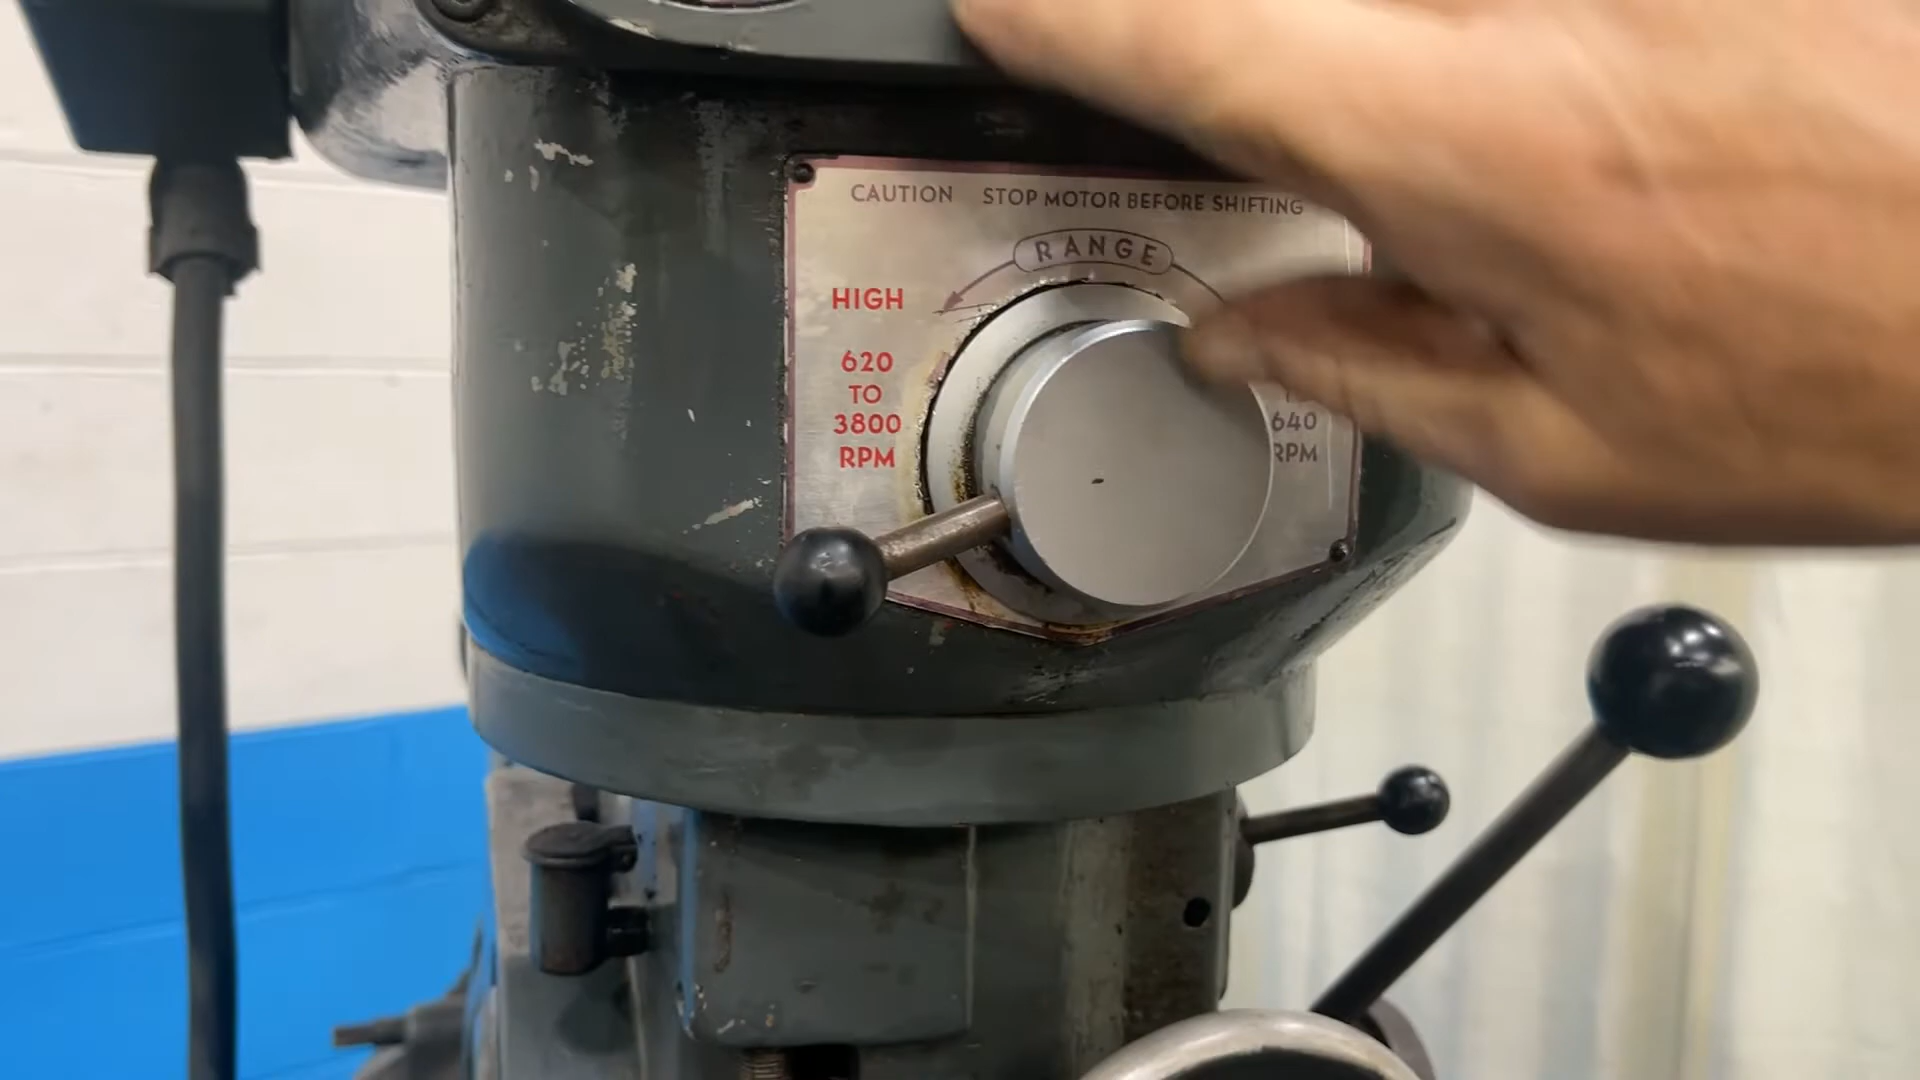 CAUTION STOP MOTOR BEFORE SHIFTING
RANGE
HIGH
620
TO
3800
RPM
640
RPM